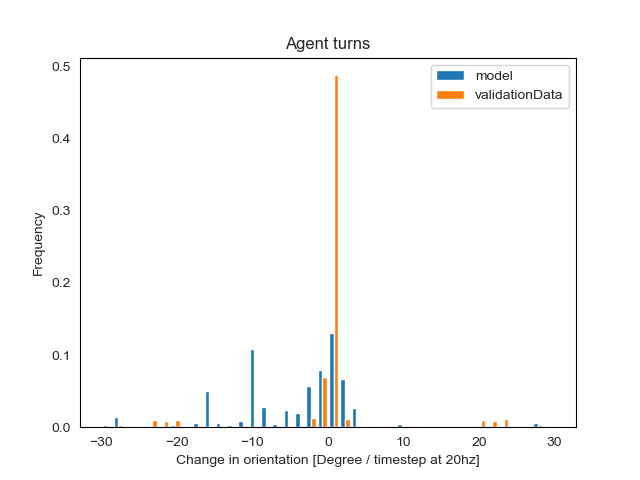 Agent turns
model
validationData
0.5
0.4
0.3
0.2
0.1
0.0
Frequency
−30 −20 −10 0 10 20 30
Change in orientation [Degree / timestep at 20hz]